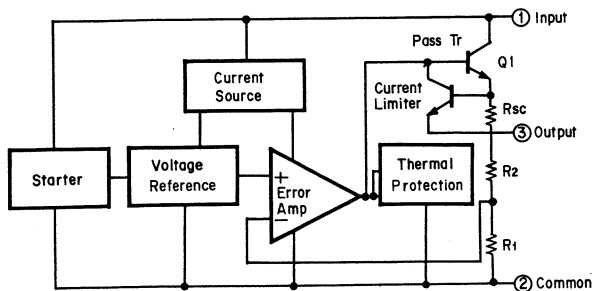 ① Input
Pass Tr
Q1
Current
Source
Current
Limiter
Rsc
③ Output
Starter
Voltage
Reference
+
Error
Amp
−
Thermal
Protection
R2
R1
② Common